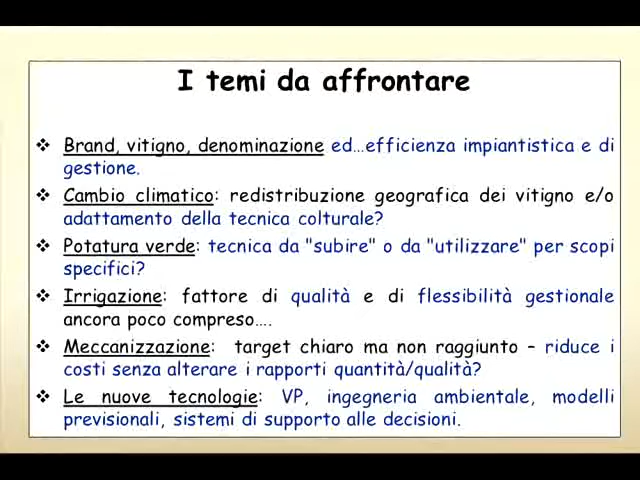 I temi da affrontare
❖ Brand, vitigno, denominazione ed...efficienza impiantistica e di
gestione.
❖ Cambio climatico: redistribuzione geografica dei vitigno e/o
adattamento della tecnica colturale?
❖ Potatura verde: tecnica da "subire" o da "utilizzare" per scopi
specifici?
❖ Irrigazione: fattore di qualità e di flessibilità gestionale
ancora poco compreso....
❖ Meccanizzazione: target chiaro ma non raggiunto – riduce i
costi senza alterare i rapporti quantità/qualità?
❖ Le nuove tecnologie: VP, ingegneria ambientale, modelli
previsionali, sistemi di supporto alle decisioni.